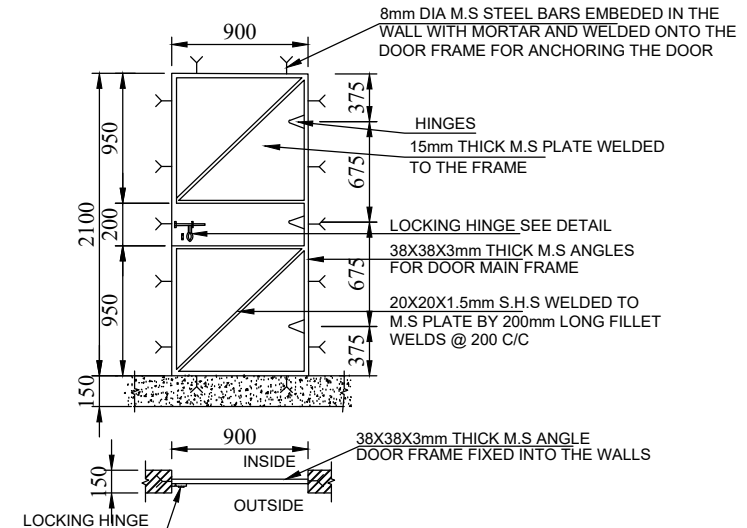 8mm DIA M.S STEEL BARS EMBEDED IN THE
WALL WITH MORTAR AND WELDED ONTO THE
DOOR FRAME FOR ANCHORING THE DOOR
900
375
HINGES
15mm THICK M.S PLATE WELDED
TO THE FRAME
950
675
2100
200
LOCKING HINGE SEE DETAIL
38X38X3mm THICK M.S ANGLES
FOR DOOR MAIN FRAME
675
950
20X20X1.5mm S.H.S WELDED TO
M.S PLATE BY 200mm LONG FILLET
WELDS @ 200 C/C
375
150
900
38X38X3mm THICK M.S ANGLE
DOOR FRAME FIXED INTO THE WALLS
INSIDE
150
OUTSIDE
LOCKING HINGE